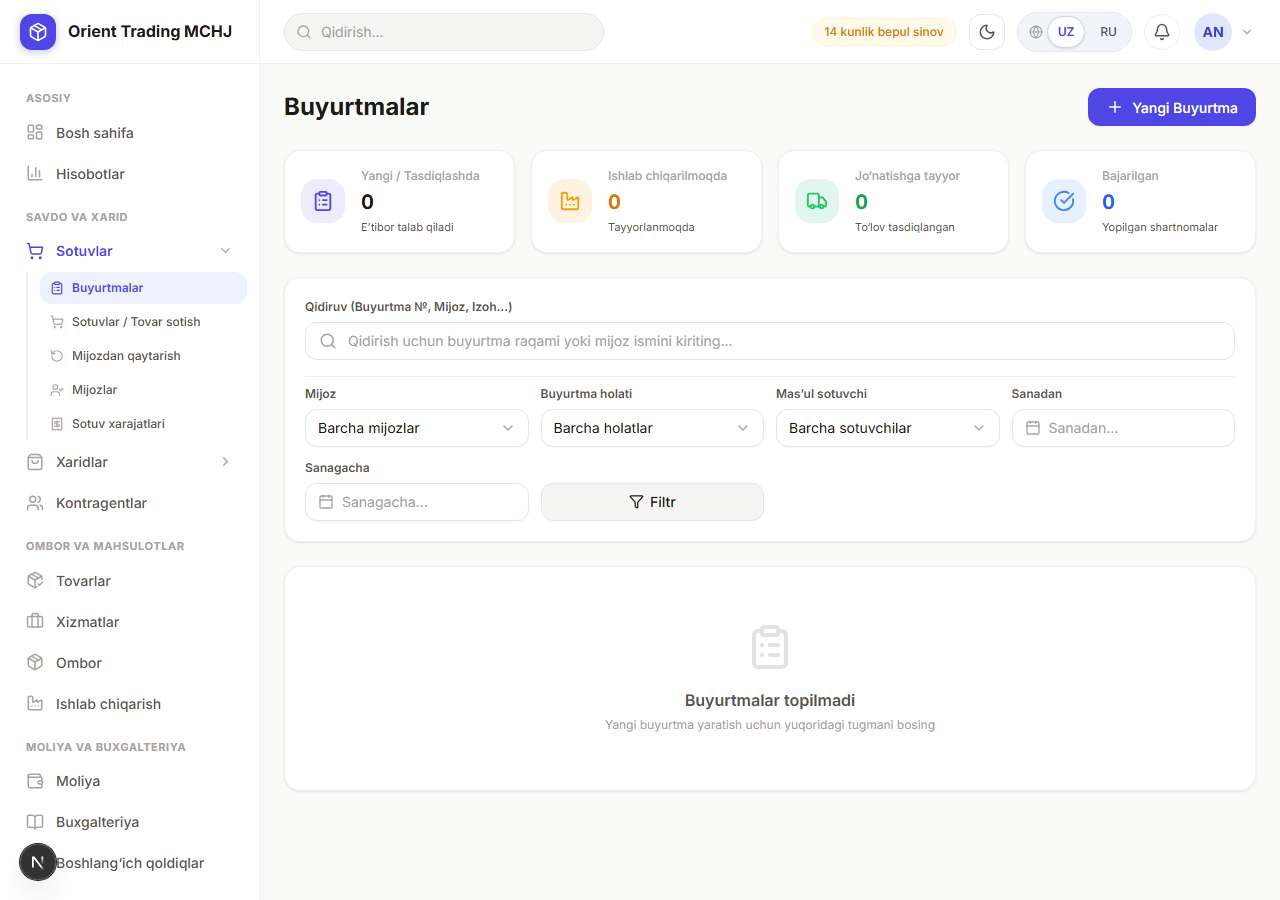 Orient Trading MCHJ
Qidirish...
14 kunlik bepul sinov
UZ
RU
AN
ASOSIY
Bosh sahifa
Hisobotlar
SAVDO VA XARID
Sotuvlar
Buyurtmalar
Sotuvlar / Tovar sotish
Mijozdan qaytarish
Mijozlar
Sotuv xarajatlari
Xaridlar
Kontragentlar
OMBOR VA MAHSULOTLAR
Tovarlar
Xizmatlar
Ombor
Ishlab chiqarish
MOLIYA VA BUXGALTERIYA
Moliya
Buxgalteriya
N
Boshlang‘ich qoldiqlar
Buyurtmalar
Yangi Buyurtma
Yangi / Tasdiqlashda
0
E’tibor talab qiladi
Ishlab chiqarilmoqda
0
Tayyorlanmoqda
Jo‘natishga tayyor
0
To‘lov tasdiqlangan
Bajarilgan
0
Yopilgan shartnomalar
Qidiruv (Buyurtma №, Mijoz, Izoh...)
Qidirish uchun buyurtma raqami yoki mijoz ismini kiriting...
Mijoz
Buyurtma holati
Mas’ul sotuvchi
Sanadan
Barcha mijozlar
Barcha holatlar
Barcha sotuvchilar
Sanadan...
Sanagacha
Sanagacha...
Filtr
Buyurtmalar topilmadi
Yangi buyurtma yaratish uchun yuqoridagi tugmani bosing